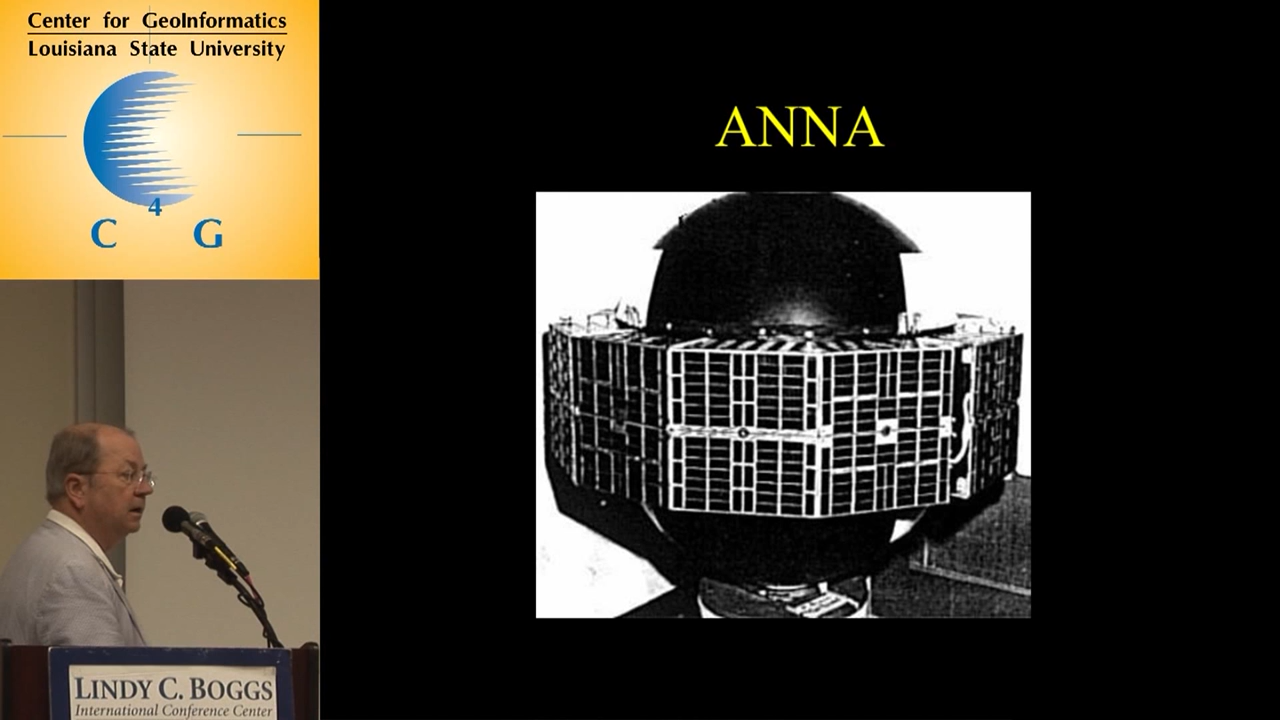 Center for GeoInformatics
Louisiana State University
4
C G
ANNA
LINDY C. BOGGS
International Conference Center